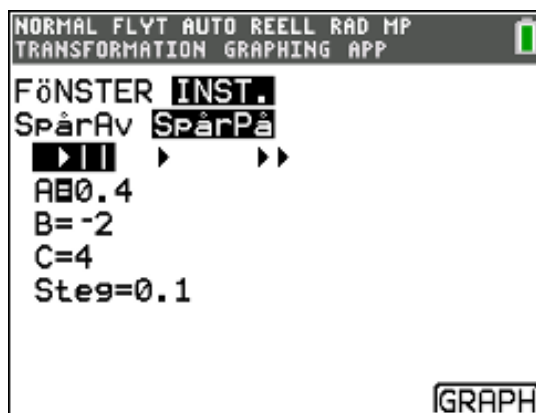 NORMAL FLYT AUTO REELL RAD MP
TRANSFORMATION GRAPHING APP
FöNSTER INST.
SpårAv SpårPå
A=0.4
B=-2
C=4
Steg=0.1
GRAPH